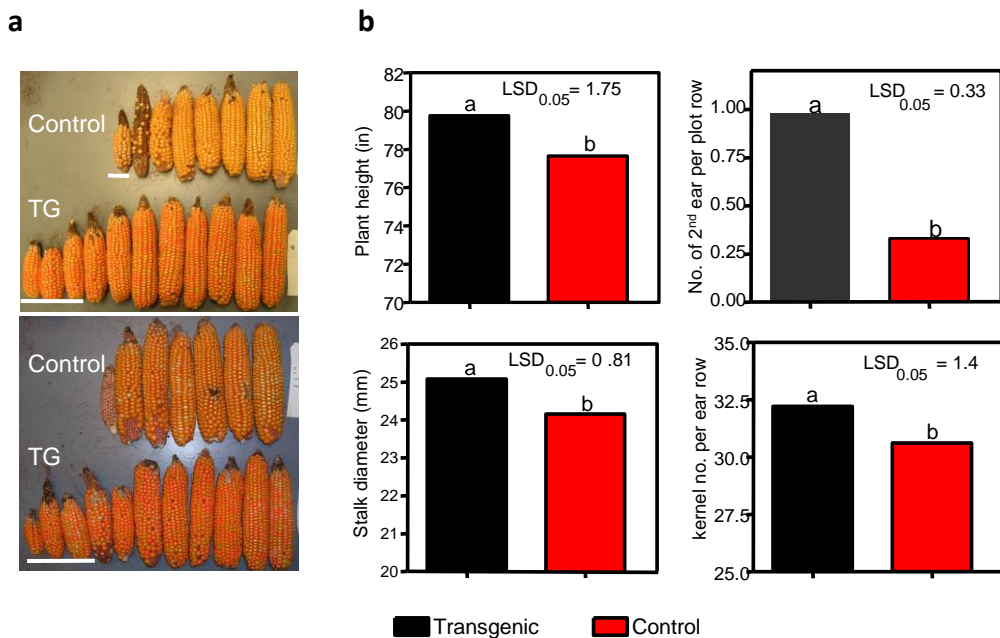 a
Control
TG
Control
TG
b
Plant height (in)
82
80
78
76
74
72
70
LSD0.05= 1.75
a
b
No. of 2nd ear per plot row
1.00
0.75
0.50
0.25
0.00
LSD0.05 = 0.33
a
b
Stalk diameter (mm)
26
25
24
23
22
21
20
LSD0.05= 0 .81
a
b
kernel no. per ear row
35.0
32.5
30.0
27.5
25.0
LSD0.05 = 1.4
a
b
Transgenic
Control